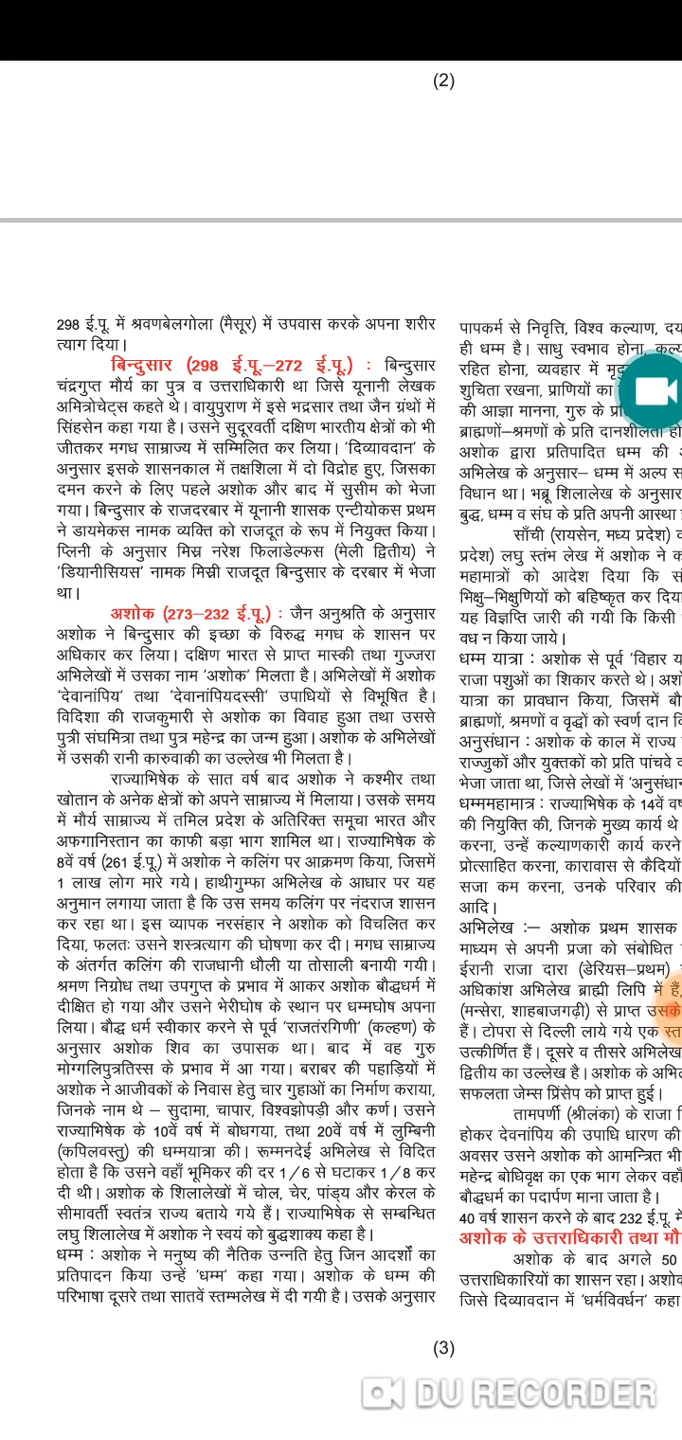 (2)
298 ई.पू. में श्रवणबेलगोला (मैसूर) में उपवास करके अपना शरीर
त्याग दिया।
बिन्दुसार (298 ई.पू.–272 ई.पू.) : बिन्दुसार
चंद्रगुप्त मौर्य का पुत्र व उत्तराधिकारी था जिसे यूनानी लेखक
अमित्रोचेट्स कहते थे। वायुपुराण में इसे भद्रसार तथा जैन ग्रंथों में
सिंहसेन कहा गया है। उसने सुदूरवर्ती दक्षिण भारतीय क्षेत्रों को भी
जीतकर मगध साम्राज्य में सम्मिलित कर लिया। 'दिव्यावदान' के
अनुसार इसके शासनकाल में तक्षशिला में दो विद्रोह हुए, जिसका
दमन करने के लिए पहले अशोक और बाद में सुसीम को भेजा
गया। बिन्दुसार के राजदरबार में यूनानी शासक एन्टीयोकस प्रथम
ने डायमेकस नामक व्यक्ति को राजदूत के रूप में नियुक्त किया।
प्लिनी के अनुसार मिस्र नरेश फिलाडेल्फस (मेली द्वितीय) ने
'डियानीसियस' नामक मिस्री राजदूत बिन्दुसार के दरबार में भेजा
था।
अशोक (273–232 ई.पू.) : जैन अनुश्रति के अनुसार
अशोक ने बिन्दुसार की इच्छा के विरुद्ध मगध के शासन पर
अधिकार कर लिया। दक्षिण भारत से प्राप्त मास्की तथा गुज्जरा
अभिलेखों में उसका नाम 'अशोक' मिलता है। अभिलेखों में अशोक
'देवानांपिय' तथा 'देवानांपियदस्सी' उपाधियों से विभूषित है।
विदिशा की राजकुमारी से अशोक का विवाह हुआ तथा उससे
पुत्री संघमित्रा तथा पुत्र महेन्द्र का जन्म हुआ। अशोक के अभिलेखों
में उसकी रानी कारुवाकी का उल्लेख भी मिलता है।
राज्याभिषेक के सात वर्ष बाद अशोक ने कश्मीर तथा
खोतान के अनेक क्षेत्रों को अपने साम्राज्य में मिलाया। उसके समय
में मौर्य साम्राज्य में तमिल प्रदेश के अतिरिक्त समूचा भारत और
अफगानिस्तान का काफी बड़ा भाग शामिल था। राज्याभिषेक के
8वें वर्ष (261 ई.पू.) में अशोक ने कलिंग पर आक्रमण किया, जिसमें
1 लाख लोग मारे गये। हाथीगुम्फा अभिलेख के आधार पर यह
अनुमान लगाया जाता है कि उस समय कलिंग पर नंदराज शासन
कर रहा था। इस व्यापक नरसंहार ने अशोक को विचलित कर
दिया, फलतः उसने शस्त्रत्याग की घोषणा कर दी। मगध साम्राज्य
के अंतर्गत कलिंग की राजधानी धौली या तोसाली बनायी गयी।
श्रमण निग्रोध तथा उपगुप्त के प्रभाव में आकर अशोक बौद्धधर्म में
दीक्षित हो गया और उसने भेरीघोष के स्थान पर धम्मघोष अपना
लिया। बौद्ध धर्म स्वीकार करने से पूर्व 'राजतंरगिणी' (कल्हण) के
अनुसार अशोक शिव का उपासक था। बाद में वह गुरु
मोग्गलिपुत्रतिस्स के प्रभाव में आ गया। बराबर की पहाड़ियों में
अशोक ने आजीवकों के निवास हेतु चार गुहाओं का निर्माण कराया,
जिनके नाम थे – सुदामा, चापार, विश्वझोपड़ी और कर्ण। उसने
राज्याभिषेक के 10वें वर्ष में बोधगया, तथा 20वें वर्ष में लुम्बिनी
(कपिलवस्तु) की धम्मयात्रा की। रूम्मनदेई अभिलेख से विदित
होता है कि उसने वहाँ भूमिकर की दर 1/6 से घटाकर 1/8 कर
दी थी। अशोक के शिलालेखों में चोल, चेर, पांड्य और केरल के
सीमावर्ती स्वतंत्र राज्य बताये गये हैं। राज्याभिषेक से सम्बन्धित
लघु शिलालेख में अशोक ने स्वयं को बुद्धशाक्य कहा है।
धम्म : अशोक ने मनुष्य की नैतिक उन्नति हेतु जिन आदर्शों का
प्रतिपादन किया उन्हें 'धम्म' कहा गया। अशोक के धम्म की
परिभाषा दूसरे तथा सातवें स्तम्भलेख में दी गयी है। उसके अनुसार
पापकर्म से निवृत्ति, विश्व कल्याण,
ही धम्म है। साधु स्वभाव होना,
रहित होना, व्यवहार में
शुचिता रखना, प्राणियों का
की आज्ञा मानना, गुरु के
ब्राह्मणों–श्रमणों के प्रति दानशीलता
अशोक द्वारा प्रतिपादित धम्म की
अभिलेख के अनुसार– धम्म में अल्प
विधान था। भब्रू शिलालेख के अनुसार
बुद्ध, धम्म व संघ के प्रति अपनी आस्था
साँची (रायसेन, मध्य प्रदेश)
प्रदेश) लघु स्तंभ लेख में अशोक ने
महामात्रों को आदेश दिया कि
भिक्षु–भिक्षुणियों को बहिष्कृत कर
यह विज्ञप्ति जारी की गयी कि किसी
वध न किया जाये।
धम्म यात्रा : अशोक से पूर्व 'विहार
राजा पशुओं का शिकार करते थे।
यात्रा का प्रावधान किया, जिसमें
ब्राह्मणों, श्रमणों व वृद्धों को स्वर्ण दान
अनुसंधान : अशोक के काल में राज्य
राज्जुकों और युक्तकों को प्रति पांचवे
भेजा जाता था, जिसे लेखों में
धम्ममहामात्र : राज्याभिषेक के 14वें
की नियुक्ति की, जिनके मुख्य कार्य थे
करना, उन्हें कल्याणकारी कार्य करने
प्रोत्साहित करना, कारावास से कैदियों
सजा कम करना, उनके परिवार की
आदि।
अभिलेख :– अशोक प्रथम शासक
माध्यम से अपनी प्रजा को संबोधित
ईरानी राजा दारा (डेरियस–प्रथम)
अधिकांश अभिलेख ब्राह्मी लिपि में हैं,
(मन्सेरा, शाहबाजगढ़ी) से प्राप्त उसके
हैं। टोपरा से दिल्ली लाये गये एक
उत्कीर्णित हैं। दूसरे व तीसरे अभिलेख
द्वितीय का उल्लेख है। अशोक के
सफलता जेम्स प्रिंसेप को प्राप्त हुई।
तामपर्णी (श्रीलंका) के राजा
होकर देवनांपिय की उपाधि धारण की
अवसर उसने अशोक को आमन्त्रित
महेन्द्र बोधिवृक्ष का एक भाग लेकर
बौद्धधर्म का पदार्पण माना जाता है।
40 वर्ष शासन करने के बाद 232 ई.पू.
अशोक के उत्तराधिकारी तथा
अशोक के बाद अगले 50
उत्तराधिकारियों का शासन रहा।
जिसे दिव्यावदान में 'धर्मविवर्धन' कहा
(3)
DU RECORDER